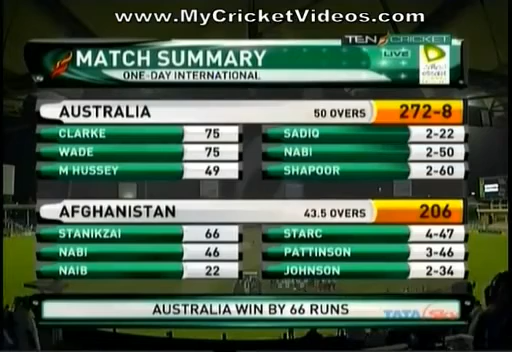 www.MyCricketVideos.com
TEN CRICKET
LIVE
MATCH SUMMARY
ONE-DAY INTERNATIONAL
etisalat
AUSTRALIA 50 OVERS 272-8
CLARKE 75 SADIQ 2-22
WADE 75 NABI 2-50
M HUSSEY 49 SHAPOOR 2-60
AFGHANISTAN 43.5 OVERS 206
STANIKZAI 66 STARC 4-47
NABI 46 PATTINSON 3-46
NAIB 22 JOHNSON 2-34
AUSTRALIA WIN BY 66 RUNS
TATA Sky